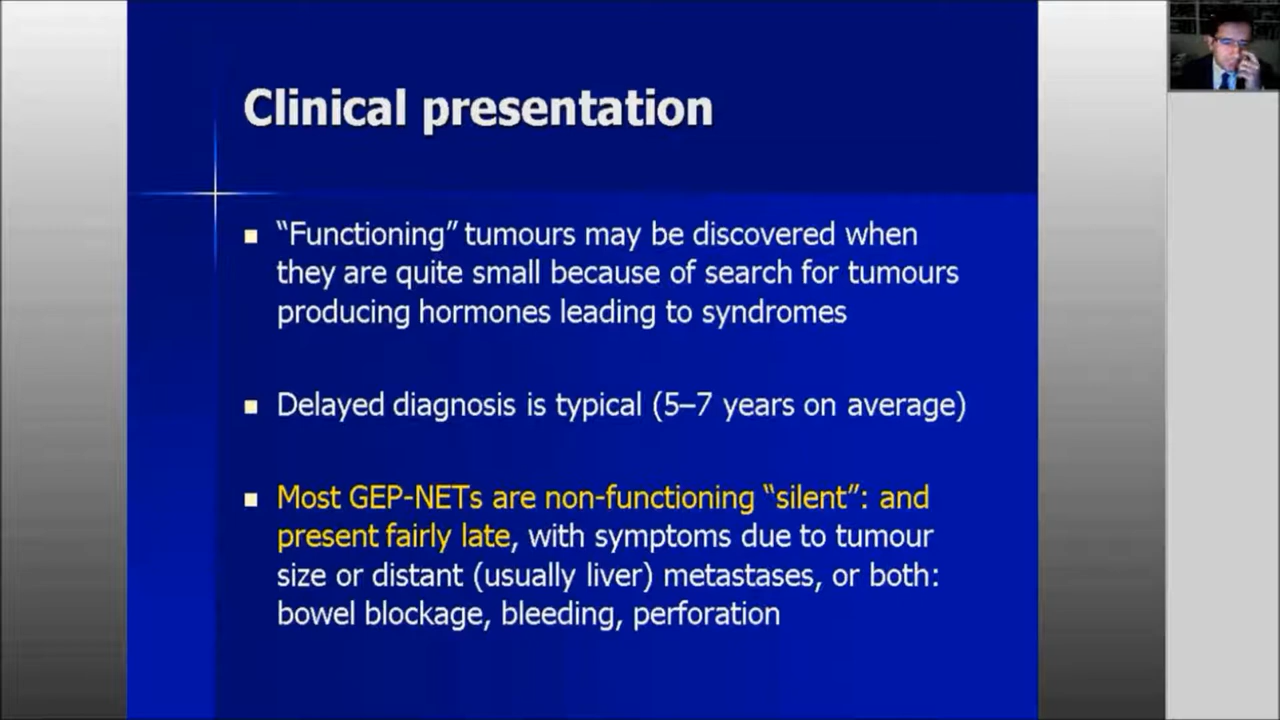 Clinical presentation
“Functioning” tumours may be discovered when
they are quite small because of search for tumours
producing hormones leading to syndromes
Delayed diagnosis is typical (5–7 years on average)
Most GEP-NETs are non-functioning “silent”: and
present fairly late, with symptoms due to tumour
size or distant (usually liver) metastases, or both:
bowel blockage, bleeding, perforation